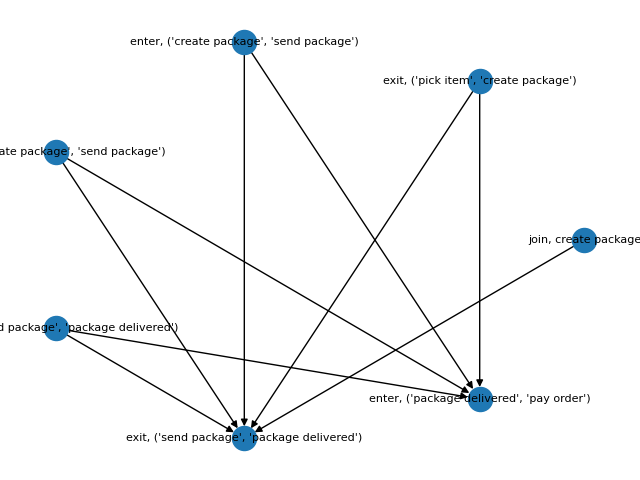 enter, ('create package', 'send package')
exit, ('pick item', 'create package')
package', 'send package')
join, create package
package', 'package delivered')
enter, ('package delivered', 'pay order')
exit, ('send package', 'package delivered')